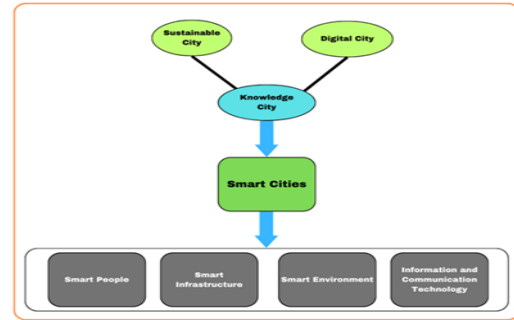 Sustainable
City
Digital City
Knowledge
City
Smart Cities
Smart People
Smart
Infrastructure
Smart Environment
Information and
Communication
Technology